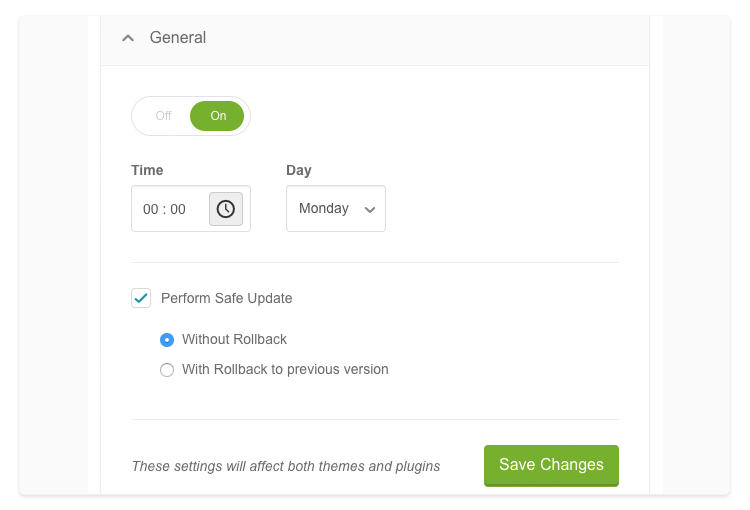 General
Off On
Time Day
00 : 00 Monday
Perform Safe Update
Without Rollback
With Rollback to previous version
These settings will affect both themes and plugins Save Changes